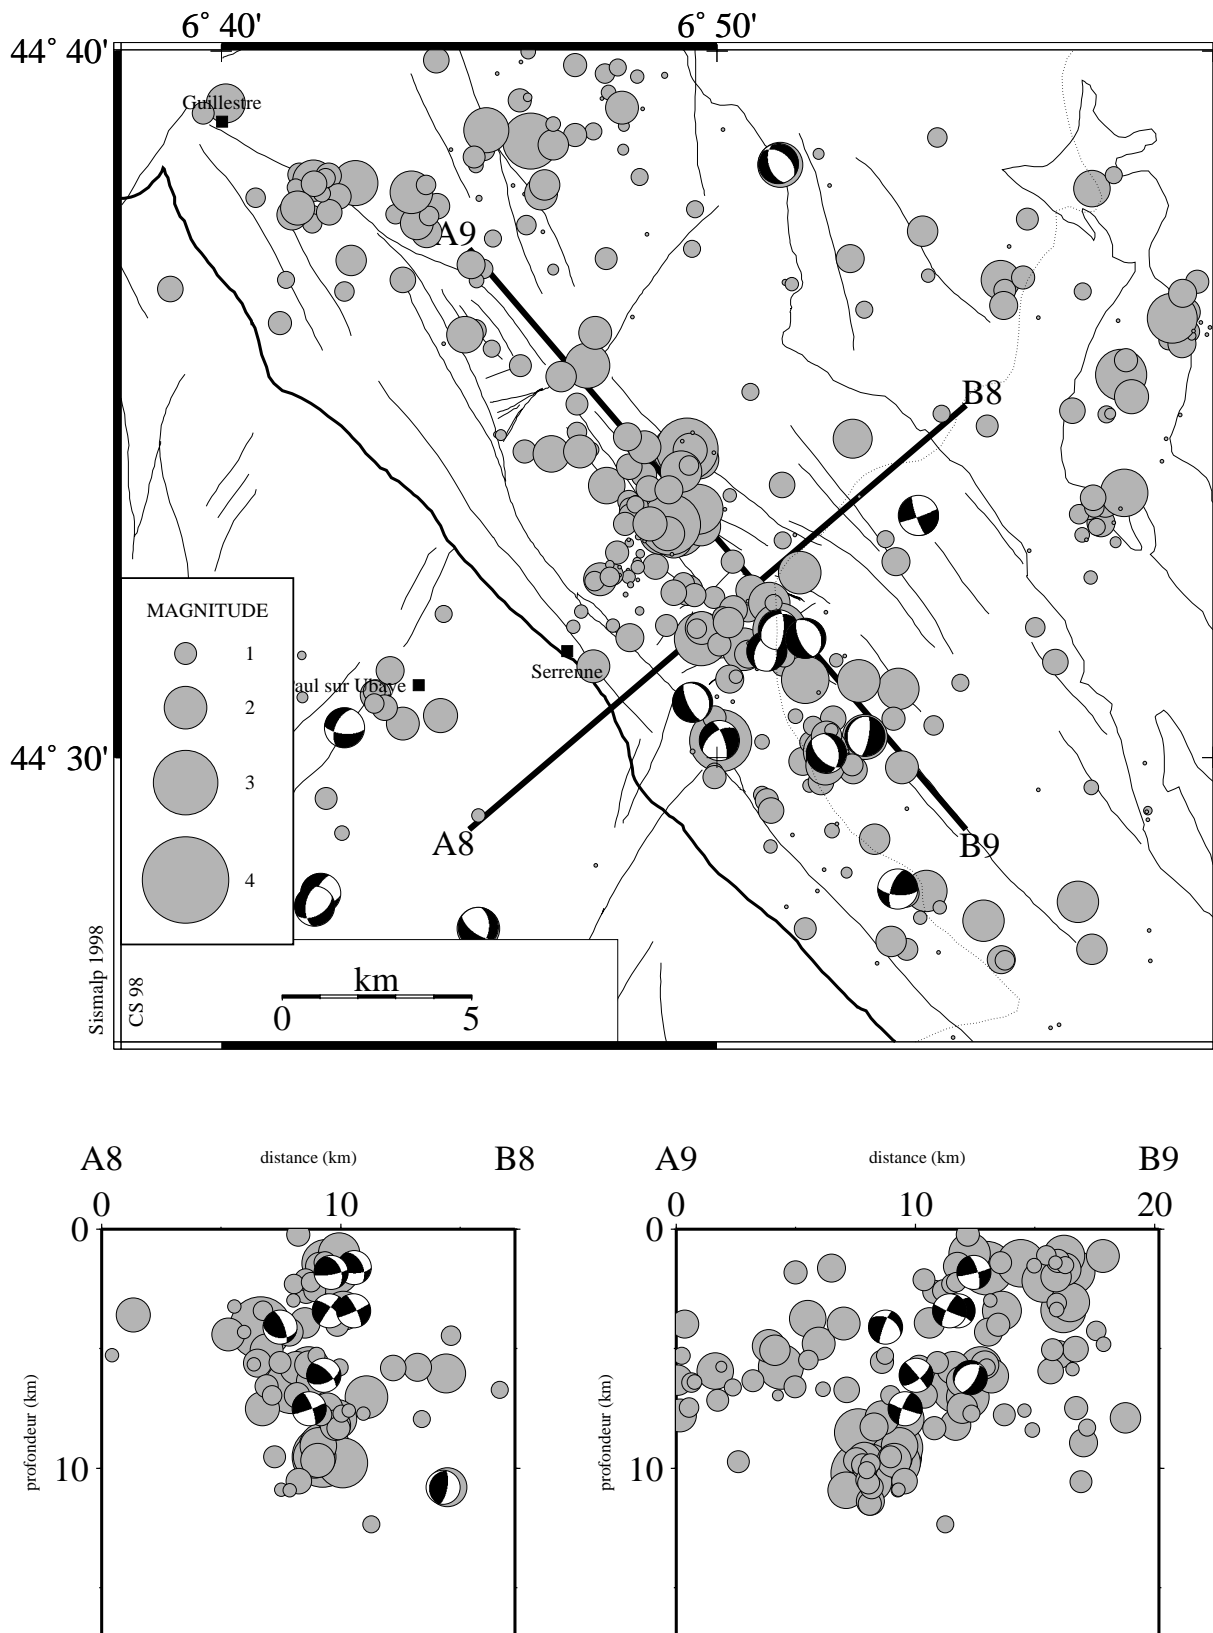 6° 40' 6° 50'
44° 40'
Guillestre
A9
B8
MAGNITUDE
1
2
3
4
Serrenne
aul sur Ubaye
44° 30'
A8
B9
Sismalp 1998
CS 98
km
0 5
A8 distance (km) B8
0 10
0
10
profondeur (km)
A9 distance (km) B9
0 10 20
0
10
profondeur (km)